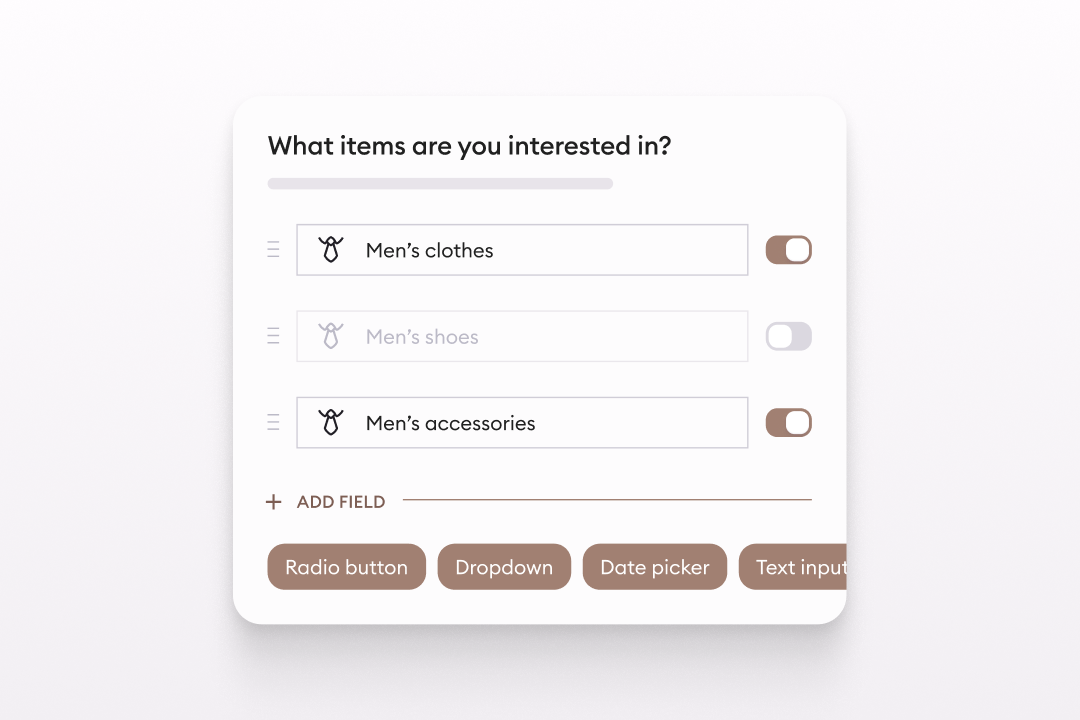 What items are you interested in?
Men’s clothes
Men’s shoes
Men’s accessories
ADD FIELD
Radio button Dropdown Date picker Text input